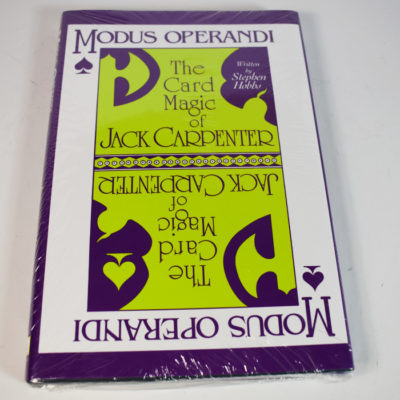 MODUS OPERANDI
Written
by
Stephen
Hobbs
The
Card
Magic
of
JACK CARPENTER
JACK CARPENTER
of
Magic
Card
The
MODUS OPERANDI